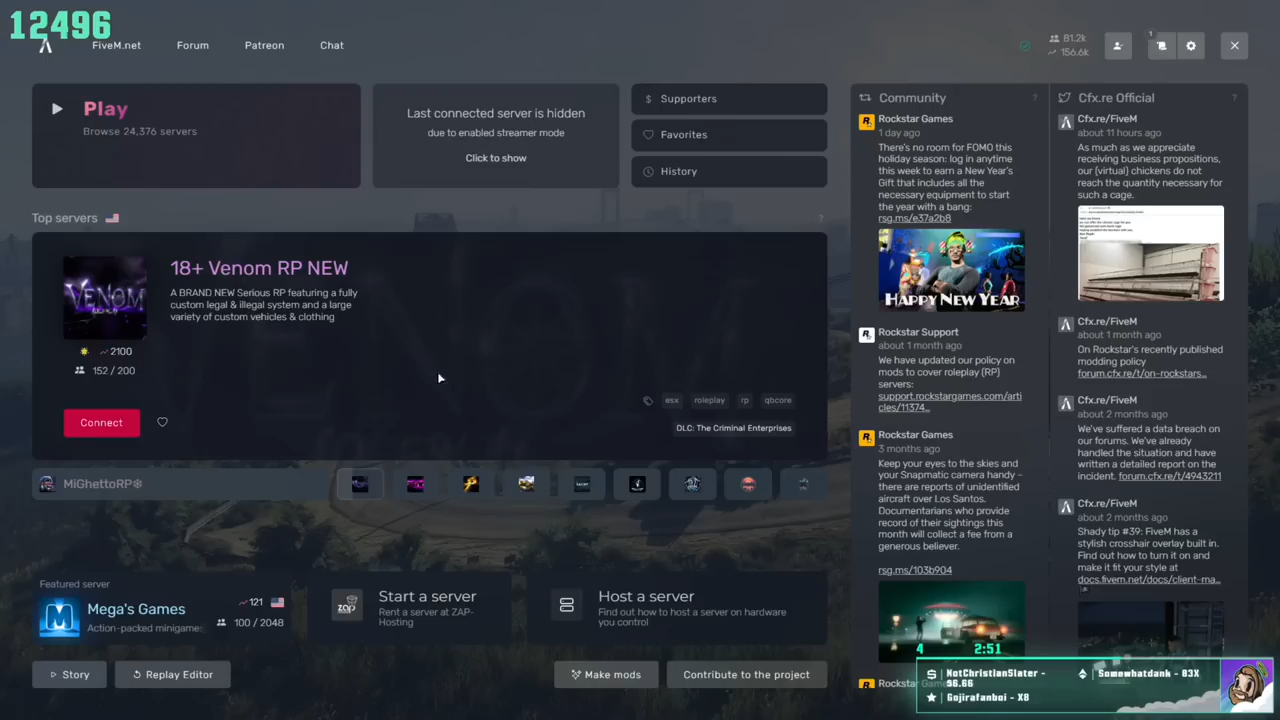 12496
FiveM.net
Forum
Patreon
Chat
81.2k
156.6k
1
Play
Browse 24,376 servers
Last connected server is hidden
due to enabled streamer mode
Click to show
$ Supporters
Favorites
History
Top servers
VENOM
18+ Venom RP NEW
A BRAND NEW Serious RP featuring a fully
custom legal & illegal system and a large
variety of custom vehicles & clothing
2100
152 / 200
Connect
esx
roleplay
rp
qbcore
DLC: The Criminal Enterprises
MiGhettoRP❄
Featured server
Mega's Games
Action-packed minigame
121
100 / 2048
ZAP
Start a server
Rent a server at ZAP-
Hosting
Host a server
Find out how to host a server on hardware
you control
Story
Replay Editor
Make mods
Contribute to the project
Community
?
Rockstar Games
1 day ago
There's no room for FOMO this
holiday season: log in anytime
this week to earn a New Year's
Gift that includes all the
necessary equipment to start
the year with a bang:
rsg.ms/e37a2b8
HAPPY NEW YEAR
Rockstar Support
about 1 month ago
We have updated our policy on
mods to cover roleplay (RP)
servers:
support.rockstargames.com/arti
cles/11374…
Rockstar Games
3 months ago
Keep your eyes to the skies and
your Snapmatic camera handy –
there are reports of unidentified
aircraft over Los Santos.
Documentarians who provide
record of their sightings this
month will collect a fee from a
generous believer.
rsg.ms/103b904
Rockstar Gam
Cfx.re Official
?
Cfx.re/FiveM
about 11 hours ago
As much as we appreciate
receiving business propositions,
our (virtual) chickens do not
reach the quantity necessary for
such a cage.
Cfx.re/FiveM
about 1 month ago
On Rockstar's recently published
modding policy
forum.cfx.re/t/on-rockstars…
Cfx.re/FiveM
about 2 months ago
We've suffered a data breach on
our forums. We've already
handled the situation and have
written a detailed report on the
incident. forum.cfx.re/t/4943211
Cfx.re/FiveM
about 2 months ago
Shady tip #39: FiveM has a
stylish crosshair overlay built in.
Find out how to turn it on and
make it fit your style at
docs.fivem.net/docs/client-ma…
4
2:51
NotChristianSlater -
96.66
Somewhatdank - 83X
Gojirafanboi - X8